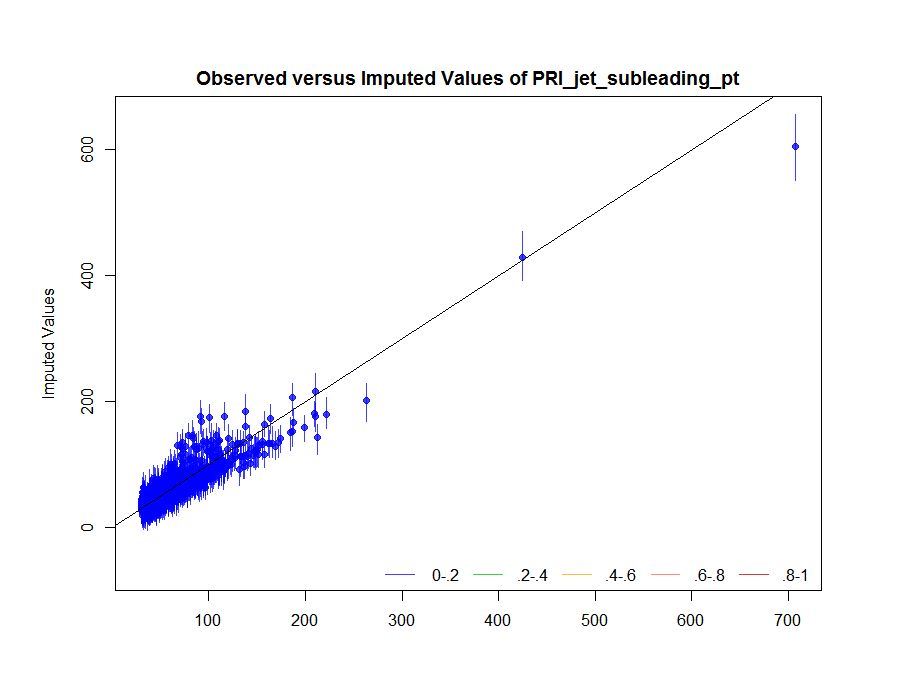 Observed versus Imputed Values of PRI_jet_subleading_pt
600
400
200
0
Imputed Values
0-.2 .2-.4 .4-.6 .6-.8 .8-1
100 200 300 400 500 600 700